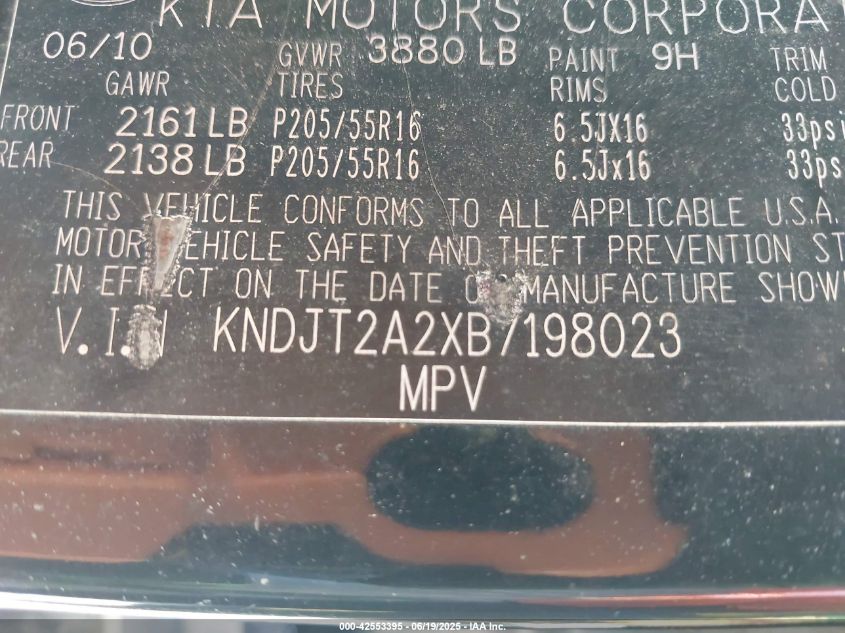 KIA MOTORS CORPORA
06/10 GVWR 3880 LB PAINT 9H TRIM
GAWR TIRES RIMS COLD
FRONT 2161 LB P205/55R16 6.5JX16 33psi
REAR 2138 LB P205/55R16 6.5Jx16 33psi
THIS VEHICLE CONFORMS TO ALL APPLICABLE U.S.A.
MOTOR VEHICLE SAFETY AND THEFT PREVENTION ST
IN EFFECT ON THE DATE OF MANUFACTURE SHOW
V.I.N KNDJT2A2XB7198023
MPV
000-42553395 - 06/19/2025 - IAA Inc.